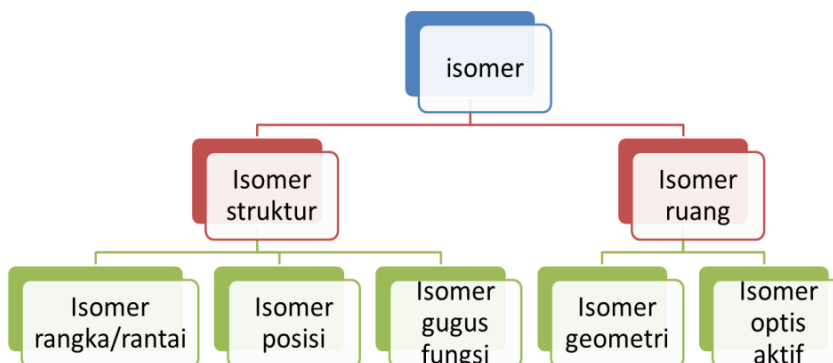 isomer
Isomer
struktur
Isomer
ruang
Isomer
rangka/rantai
Isomer
posisi
Isomer
gugus
fungsi
Isomer
geometri
Isomer
optis
aktif